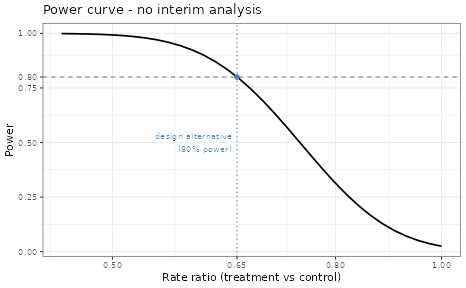 Power curve - no interim analysis
1.00
0.80
0.75
0.50
0.25
0.00
Power
design alternative
(80% power)
0.50
0.65
0.80
1.00
Rate ratio (treatment vs control)